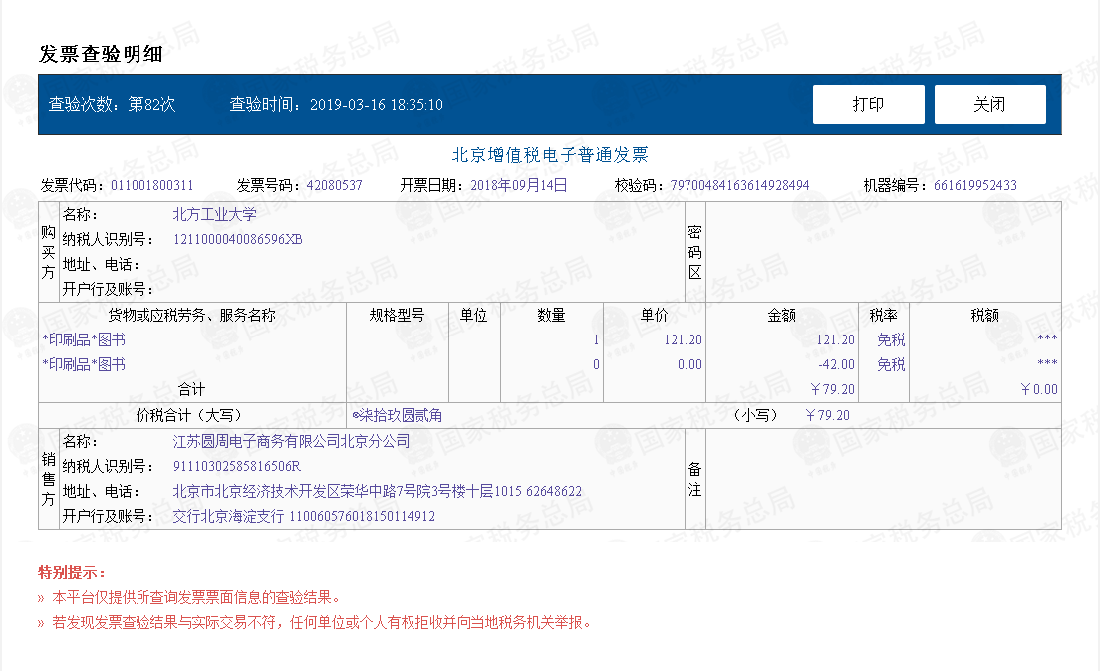 发票查验明细
查验次数：第82次 查验时间：2019-03-16 18:35:10 打印 关闭
北京增值税电子普通发票
发票代码：011001800311 发票号码：42080537 开票日期：2018年09月14日 校验码：79700484163614928494 机器编号：661619952433
购买方
名称： 北方工业大学
纳税人识别号： 1211000040086596XB
地址、电话：
开户行及账号：
密码区
货物或应税劳务、服务名称 规格型号 单位 数量 单价 金额 税率 税额
*印刷品*图书 1 121.20 121.20 免税 ***
*印刷品*图书 0 0.00 -42.00 免税 ***
合计 ￥79.20 ￥0.00
价税合计（大写） ⊗柒拾玖圆贰角 （小写） ￥79.20
销售方
名称： 江苏圆周电子商务有限公司北京分公司
纳税人识别号： 91110302585816506R
地址、电话： 北京市北京经济技术开发区荣华中路7号院3号楼十层1015 62648622
开户行及账号： 交行北京海淀支行 110060576018150114912
备注
特别提示：
» 本平台仅提供所查询发票票面信息的查验结果。
» 若发现发票查验结果与实际交易不符，任何单位或个人有权拒收并向当地税务机关举报。
国家税务总局